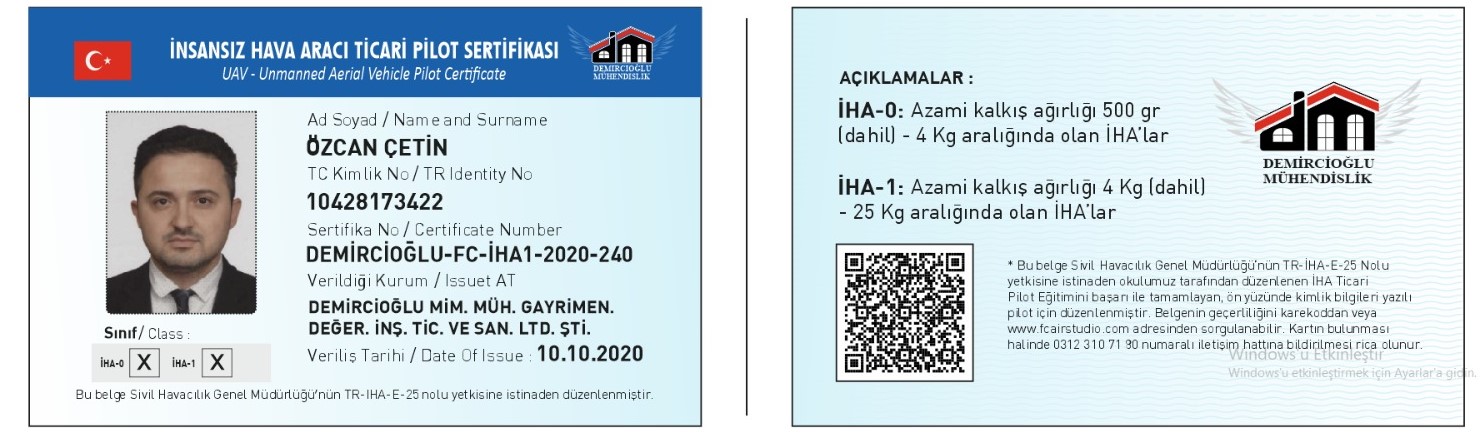 İNSANSIZ HAVA ARACI TİCARİ PİLOT SERTİFİKASI
UAV - Unmanned Aerial Vehicle Pilot Certificate
DEMİRCİOĞLU
MÜHENDİSLİK
Ad Soyad / Name and Surname
ÖZCAN ÇETİN
TC Kimlik No / TR Identity No
10428173422
Sertifika No / Certificate Number
DEMİRCİOĞLU-FC-İHA1-2020-240
Verildiği Kurum / Issuet AT
DEMİRCİOĞLU MİM. MÜH. GAYRİMEN.
DEĞER. İNŞ. TİC. VE SAN. LTD. ŞTİ.
Veriliş Tarihi / Date Of Issue : 10.10.2020
Sınıf/ Class :
İHA-0 X İHA-1 X
Bu belge Sivil Havacılık Genel Müdürlüğü'nün TR-IHA-E-25 nolu yetkisine istinaden düzenlenmiştir.
AÇIKLAMALAR :
İHA-0: Azami kalkış ağırlığı 500 gr
(dahil) - 4 Kg aralığında olan İHA'lar
İHA-1: Azami kalkış ağırlığı 4 Kg (dahil)
- 25 Kg aralığında olan İHA'lar
DEMİRCİOĞLU
MÜHENDİSLİK
* Bu belge Sivil Havacılık Genel Müdürlüğü'nün TR-İHA-E-25 Nolu
yetkisine istinaden okulumuz tarafından düzenlenen İHA Ticari
Pilot Eğitimini başarı ile tamamlayan, ön yüzünde kimlik bilgileri yazılı
pilot için düzenlenmiştir. Belgenin geçerliliğini karekoddan veya
www.fcairstudio.com adresinden sorgulanabilir. Kartın bulunması
halinde 0312 310 71 90 numaralı iletişim hattına bildirilmesi rica olunur.
Windows'u Etkinleştir
Windows'u etkinleştirmek için Ayarlar'a gidin.